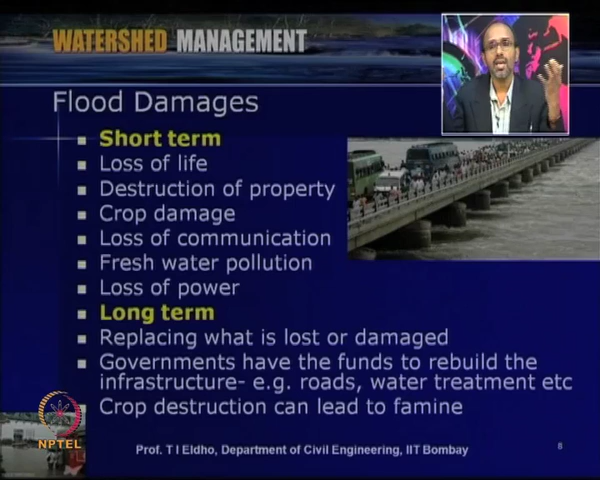 WATERSHED MANAGEMENT
Flood Damages
Short term
Loss of life
Destruction of property
Crop damage
Loss of communication
Fresh water pollution
Loss of power
Long term
Replacing what is lost or damaged
Governments have the funds to rebuild the
infrastructure- e.g. roads, water treatment etc
Crop destruction can lead to famine
NPTEL
Prof. T I Eldho, Department of Civil Engineering, IIT Bombay
8